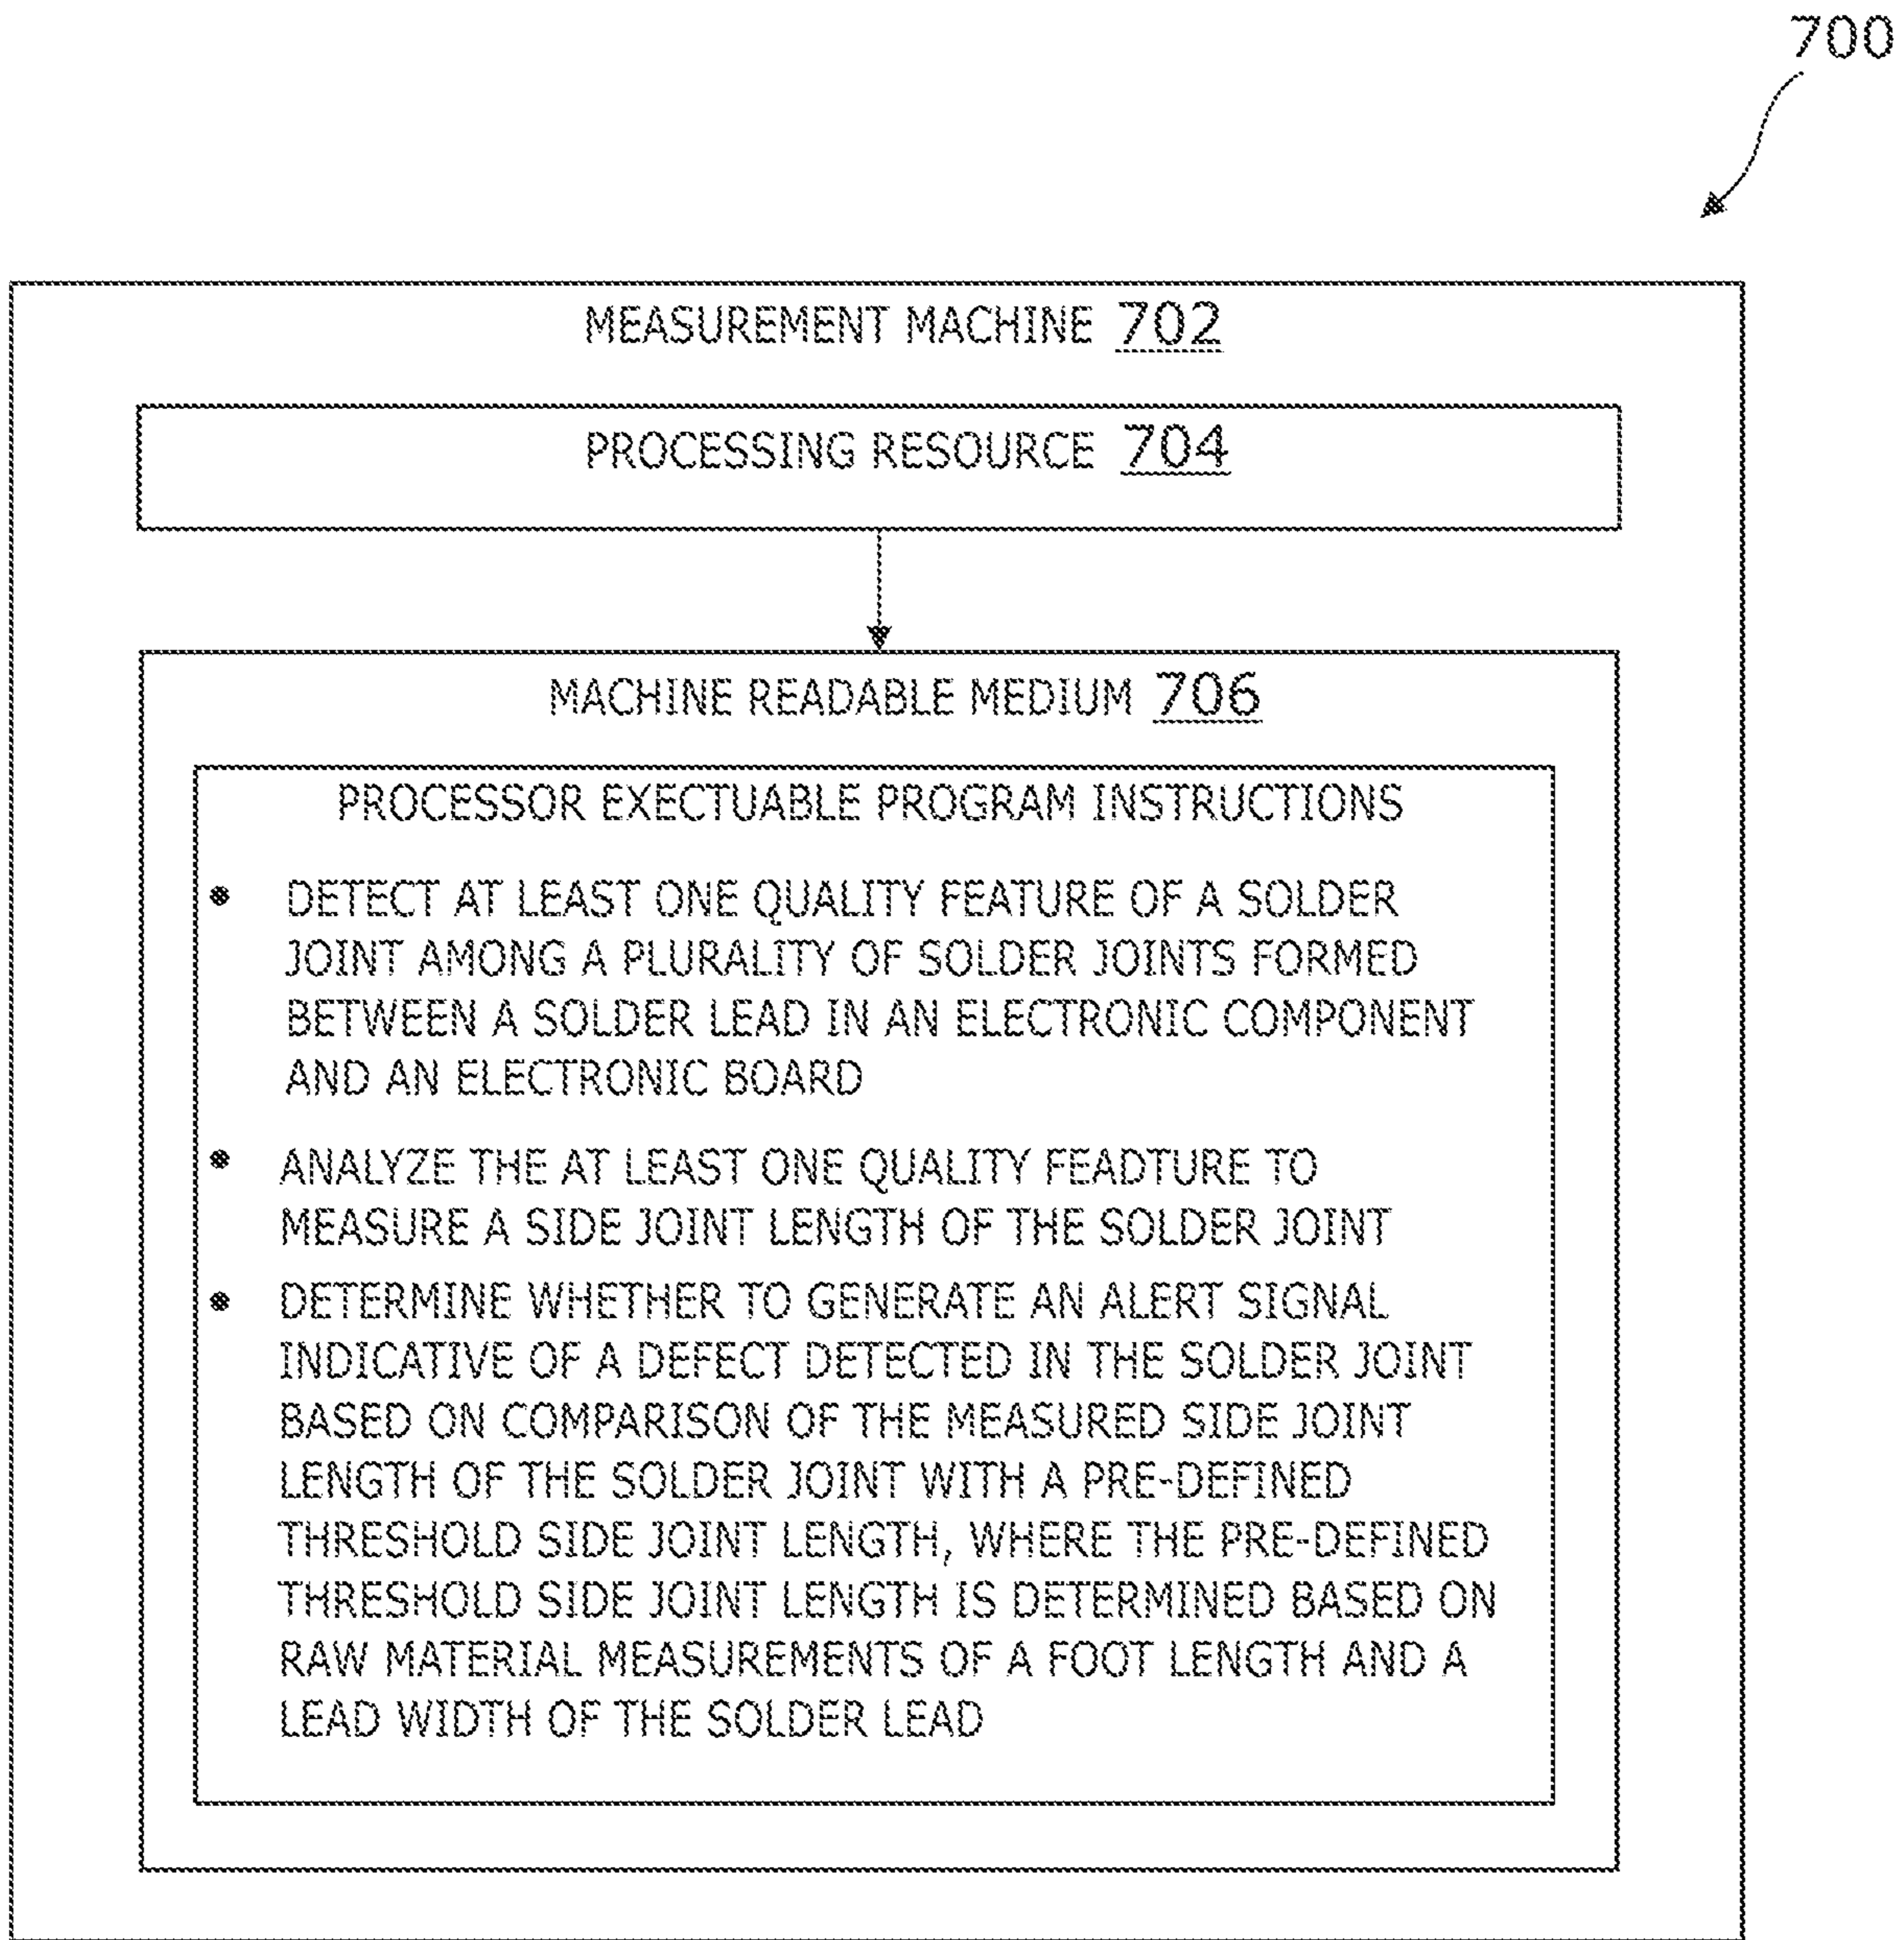 700
MEASUREMENT MACHINE 702
PROCESSING RESOURCE 704
MACHINE READABLE MEDIUM 706
PROCESSOR EXECTUABLE PROGRAM INSTRUCTIONS
• DETECT AT LEAST ONE QUALITY FEATURE OF A SOLDER
JOINT AMONG A PLURALITY OF SOLDER JOINTS FORMED
BETWEEN A SOLDER LEAD IN AN ELECTRONIC COMPONENT
AND AN ELECTRONIC BOARD
• ANALYZE THE AT LEAST ONE QUALITY FEADTURE TO
MEASURE A SIDE JOINT LENGTH OF THE SOLDER JOINT
• DETERMINE WHETHER TO GENERATE AN ALERT SIGNAL
INDICATIVE OF A DEFECT DETECTED IN THE SOLDER JOINT
BASED ON COMPARISON OF THE MEASURED SIDE JOINT
LENGTH OF THE SOLDER JOINT WITH A PRE-DEFINED
THRESHOLD SIDE JOINT LENGTH, WHERE THE PRE-DEFINED
THRESHOLD SIDE JOINT LENGTH IS DETERMINED BASED ON
RAW MATERIAL MEASUREMENTS OF A FOOT LENGTH AND A
LEAD WIDTH OF THE SOLDER LEAD